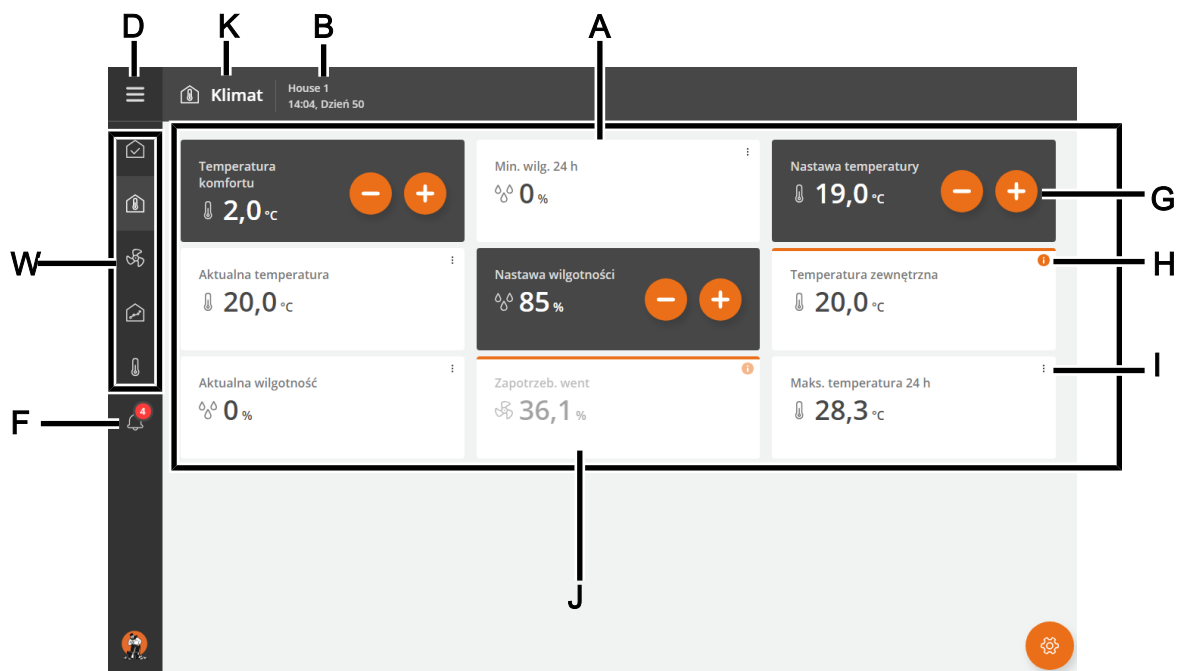 D
K
B
A
Klimat
House 1
14:04, Dzień 50
Temperatura
komfortu
2,0 °C
Min. wilg. 24 h
0 %
Nastawa temperatury
19,0 °C
G
W
Aktualna temperatura
20,0 °C
Nastawa wilgotności
85 %
Temperatura zewnętrzna
20,0 °C
H
Aktualna wilgotność
0 %
Zapotrzeb. went
36,1 %
Maks. temperatura 24 h
28,3 °C
I
F
4
J